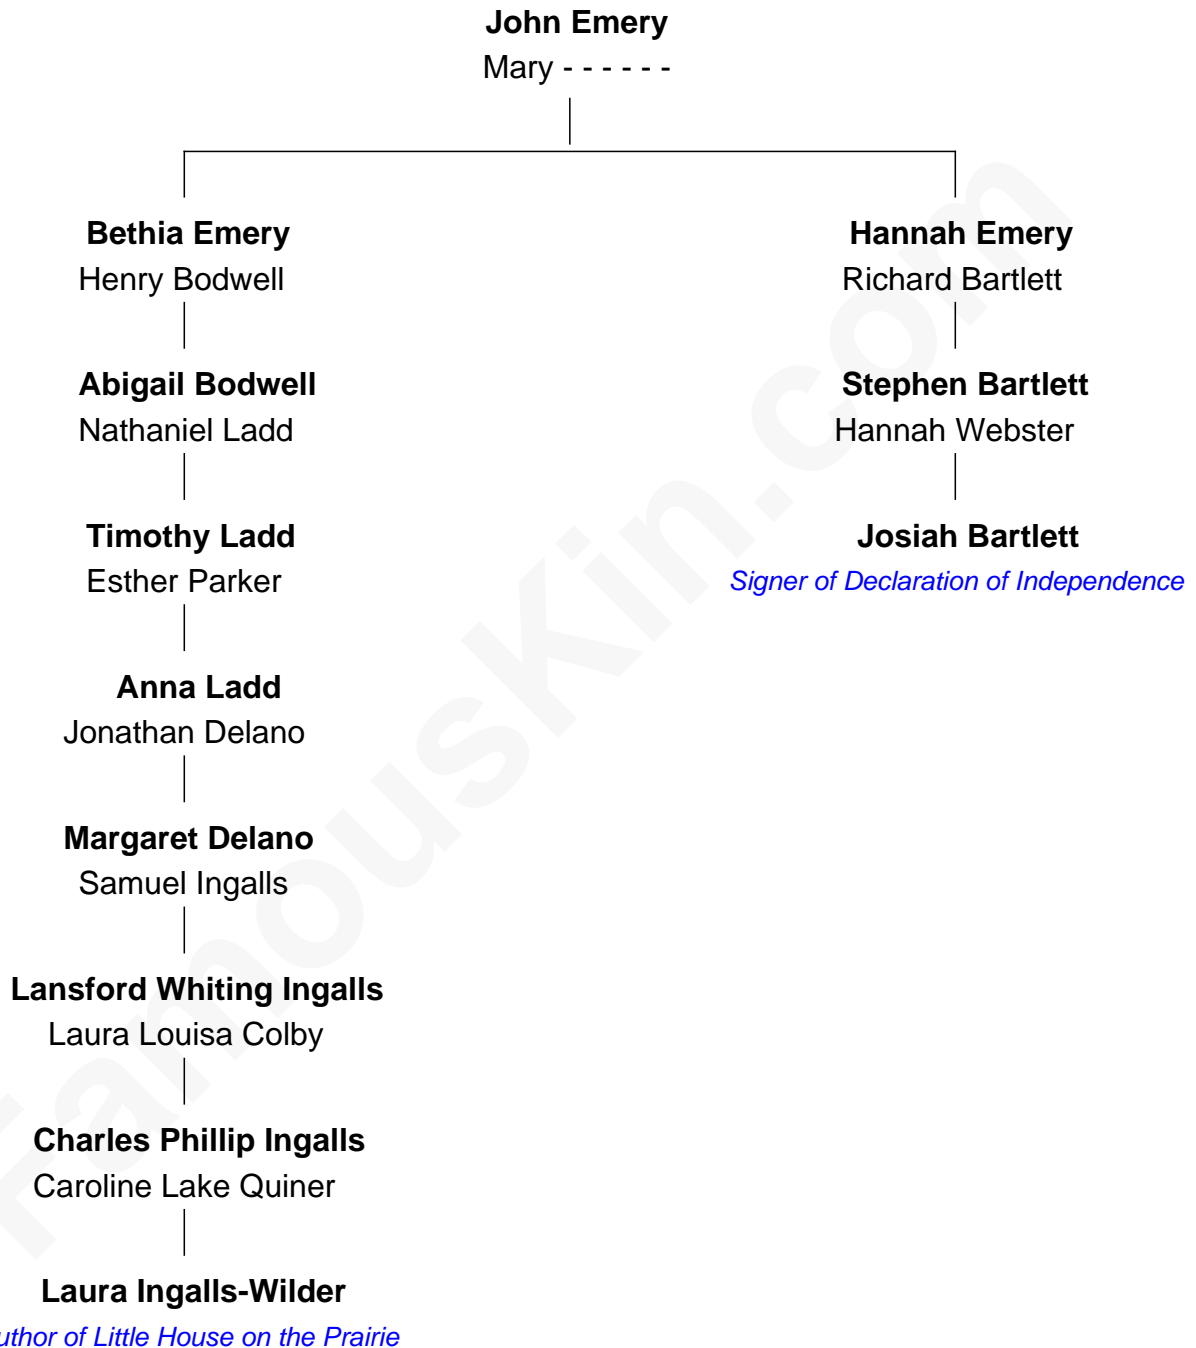 John Emery
Mary - - - - - -
Bethia Emery
Henry Bodwell
Hannah Emery
Richard Bartlett
Abigail Bodwell
Nathaniel Ladd
Stephen Bartlett
Hannah Webster
Timothy Ladd
Esther Parker
Josiah Bartlett
Signer of Declaration of Independence
Anna Ladd
Jonathan Delano
Margaret Delano
Samuel Ingalls
Lansford Whiting Ingalls
Laura Louisa Colby
Charles Phillip Ingalls
Caroline Lake Quiner
Laura Ingalls-Wilder
uthor of Little House on the Prairie
FamousKin.com